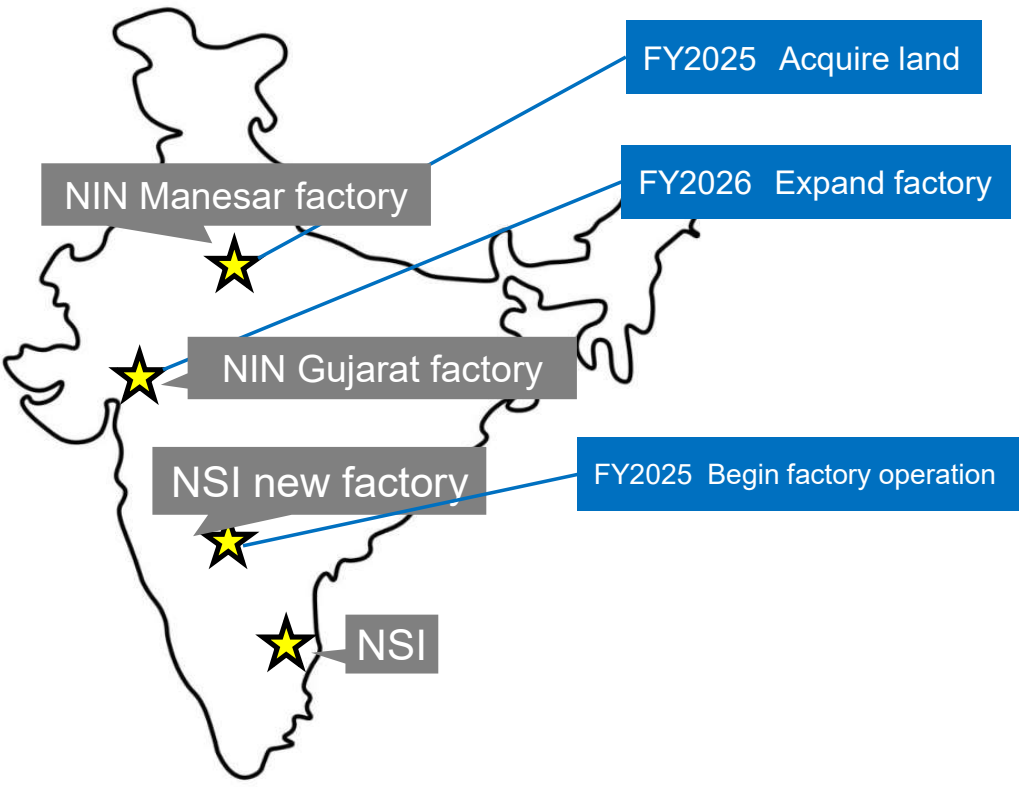 FY2025 Acquire land
NIN Manesar factory
FY2026 Expand factory
NIN Gujarat factory
NSI new factory
FY2025 Begin factory operation
NSI